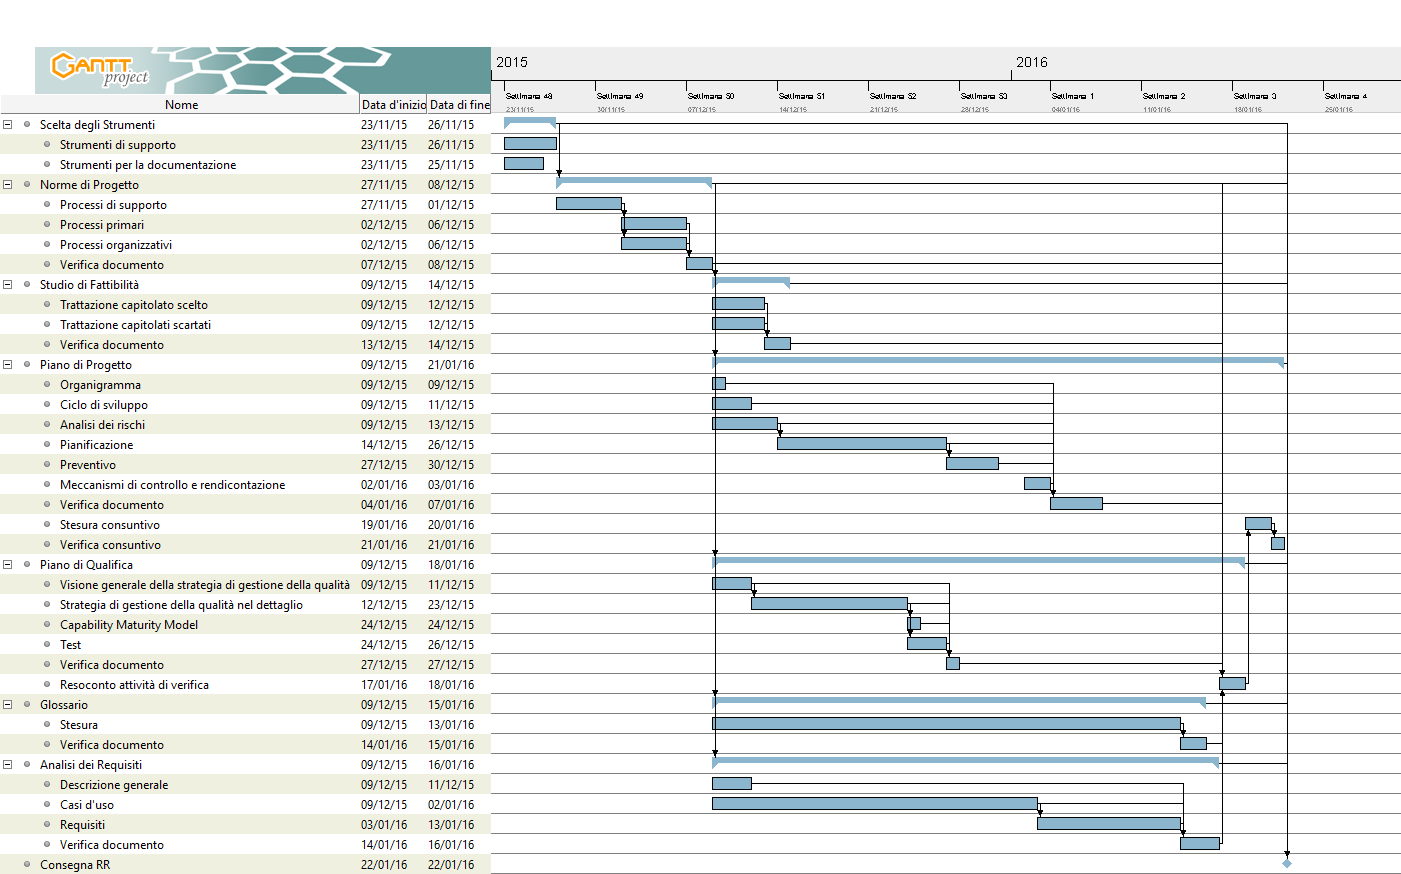 2015 2016
GANTT
project
Nome Data d'inizio Data di fine
Settimana 48 Settimana 49 Settimana 50 Settimana 51 Settimana 52 Settimana 53 Settimana 1 Settimana 2 Settimana 3 Settimana 4
23/11/15 30/11/15 07/12/15 14/12/15 21/12/15 28/12/15 04/01/16 11/01/16 18/01/16 25/01/16
Scelta degli Strumenti 23/11/15 26/11/15
Strumenti di supporto 23/11/15 26/11/15
Strumenti per la documentazione 23/11/15 25/11/15
Norme di Progetto 27/11/15 08/12/15
Processi di supporto 27/11/15 01/12/15
Processi primari 02/12/15 06/12/15
Processi organizzativi 02/12/15 06/12/15
Verifica documento 07/12/15 08/12/15
Studio di Fattibilità 09/12/15 14/12/15
Trattazione capitolato scelto 09/12/15 12/12/15
Trattazione capitolati scartati 09/12/15 12/12/15
Verifica documento 13/12/15 14/12/15
Piano di Progetto 09/12/15 21/01/16
Organigramma 09/12/15 09/12/15
Ciclo di sviluppo 09/12/15 11/12/15
Analisi dei rischi 09/12/15 13/12/15
Pianificazione 14/12/15 26/12/15
Preventivo 27/12/15 30/12/15
Meccanismi di controllo e rendicontazione 02/01/16 03/01/16
Verifica documento 04/01/16 07/01/16
Stesura consuntivo 19/01/16 20/01/16
Verifica consuntivo 21/01/16 21/01/16
Piano di Qualifica 09/12/15 18/01/16
Visione generale della strategia di gestione della qualità 09/12/15 11/12/15
Strategia di gestione della qualità nel dettaglio 12/12/15 23/12/15
Capability Maturity Model 24/12/15 24/12/15
Test 24/12/15 26/12/15
Verifica documento 27/12/15 27/12/15
Resoconto attività di verifica 17/01/16 18/01/16
Glossario 09/12/15 15/01/16
Stesura 09/12/15 13/01/16
Verifica documento 14/01/16 15/01/16
Analisi dei Requisiti 09/12/15 16/01/16
Descrizione generale 09/12/15 11/12/15
Casi d'uso 09/12/15 02/01/16
Requisiti 03/01/16 13/01/16
Verifica documento 14/01/16 16/01/16
Consegna RR 22/01/16 22/01/16